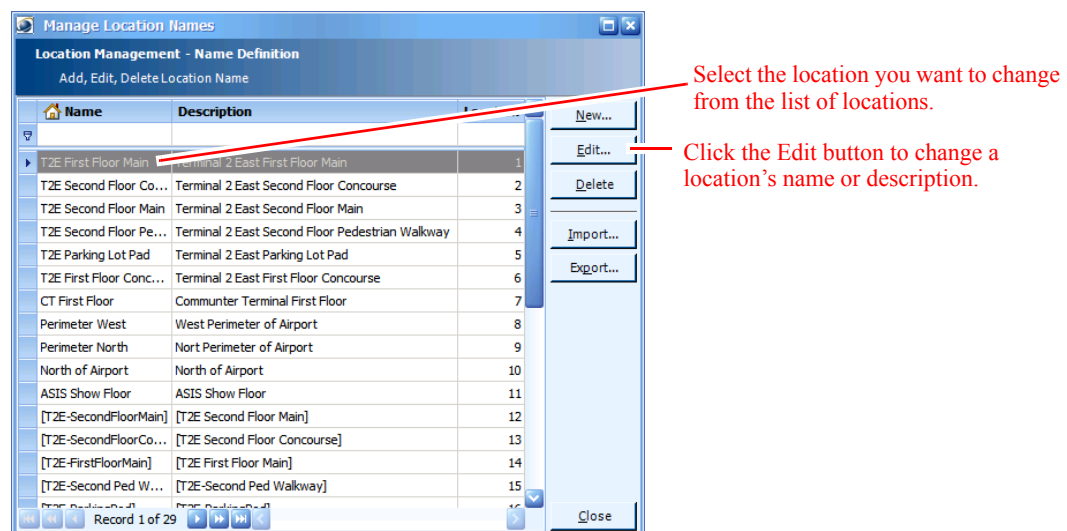 Manage Location Names
Location Management - Name Definition
Add, Edit, Delete Location Name
Name Description
T2E First Floor Main Terminal 2 East First Floor Main 1
T2E Second Floor Co... Terminal 2 East Second Floor Concourse 2
T2E Second Floor Main Terminal 2 East Second Floor Main 3
T2E Second Floor Pe... Terminal 2 East Second Floor Pedestrian Walkway 4
T2E Parking Lot Pad Terminal 2 East Parking Lot Pad 5
T2E First Floor Conc... Terminal 2 East First Floor Concourse 6
CT First Floor Communter Terminal First Floor 7
Perimeter West West Perimeter of Airport 8
Perimeter North Nort Perimeter of Airport 9
North of Airport North of Airport 10
ASIS Show Floor ASIS Show Floor 11
[T2E-SecondFloorMain] [T2E Second Floor Main] 12
[T2E-SecondFloorCo... [T2E Second Floor Concourse] 13
[T2E-FirstFloorMain] [T2E First Floor Main] 14
[T2E-Second Ped W... [T2E-Second Ped Walkway] 15
Record 1 of 29
New...
Edit...
Delete
Import...
Export...
Close
Select the location you want to change
from the list of locations.
Click the Edit button to change a
location’s name or description.